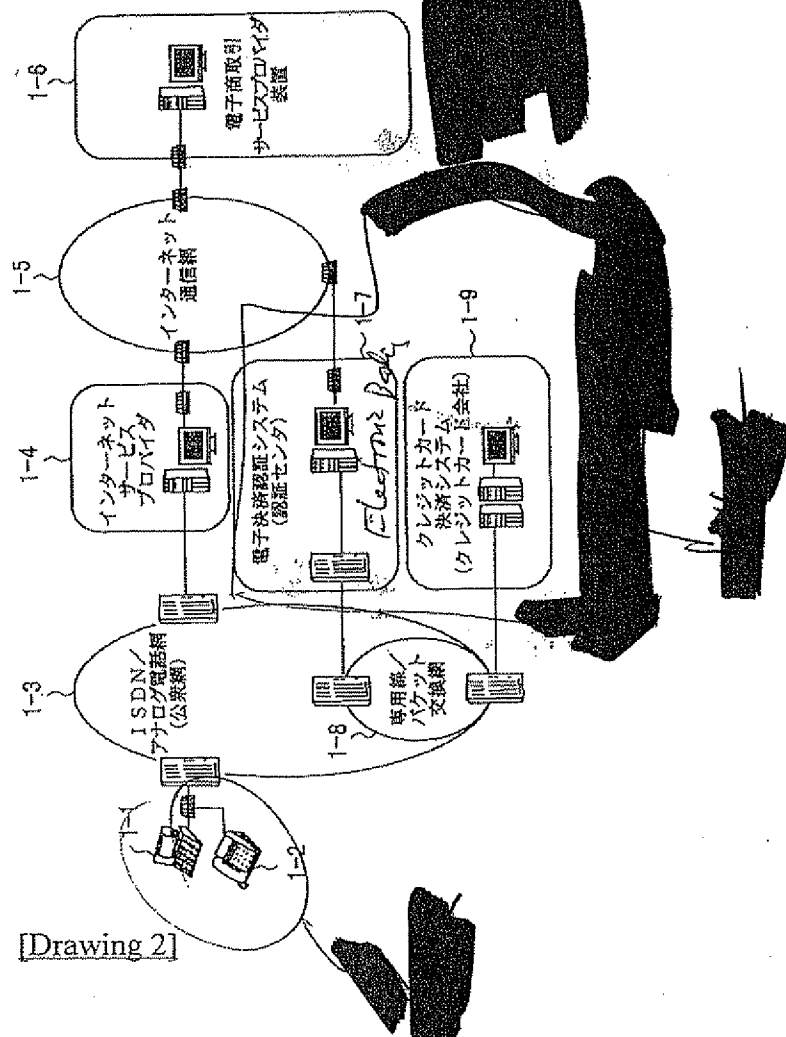 1-1
1-2
1-3
ISDN/
アナログ電話網
(公衆網)
1-4
インターネット
サービス
プロバイダ
1-5
インターネット
通信網
1-6
電子商取引
サービスプロバイダ
装置
1-7
電子決済認証システム
(認証センタ)
Electronic
1-8
専用線/
パケット
交換網
1-9
クレジットカード
決済システム
(クレジットカード会社)
[Drawing 2]